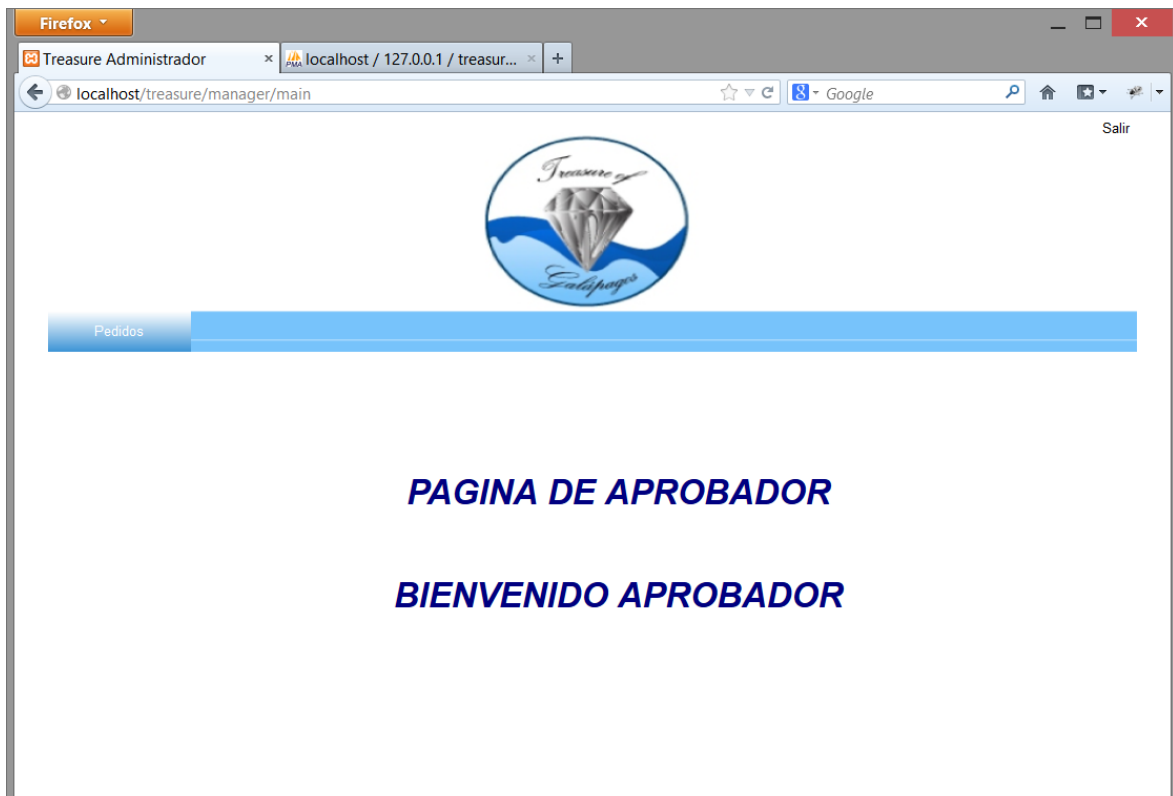 Firefox
Treasure Administrador
localhost / 127.0.0.1 / treasur...
localhost/treasure/manager/main
Google
Salir
Treasure of
Galápagos
Pedidos
PAGINA DE APROBADOR
BIENVENIDO APROBADOR